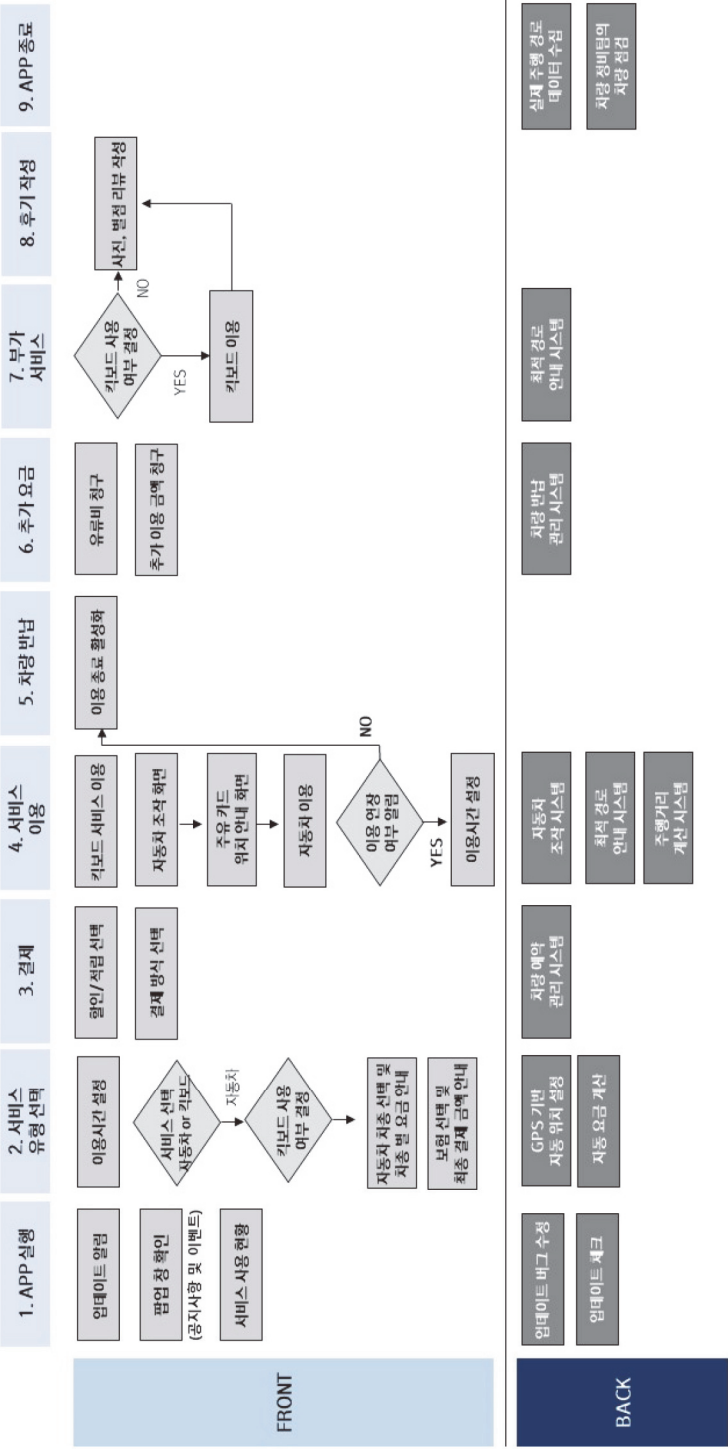 1. APP 실행
2. 서비스
유형 선택
3. 결제
4. 서비스
이용
5. 차량 반납
6. 추가 요금
7. 부가
서비스
8. 후기 작성
9. APP 종료
FRONT
업데이트 알림
팝업 창 확인
(공지사항 및 이벤트)
서비스 사용 현황
이용시간 설정
서비스 선택
자동차 or 킥보드
자동차
킥보드 사용
여부 결정
자동차 차종 선택 및
차종 별 요금 안내
보험 선택 및
최종 결제 금액 안내
할인/적립 선택
결제 방식 선택
킥보드 서비스 이용
자동차 조작 화면
주유 카드
위치 안내 화면
자동차 이용
이용 연장
여부 알림
NO
YES
이용시간 설정
이용 종료 활성화
유류비 청구
추가 이용 금액 청구
킥보드 사용
여부 결정
NO
YES
킥보드 이용
사진, 별점 리뷰 작성
BACK
업데이트 버그 수정
업데이트 체크
GPS 기반
자동 위치 설정
자동 요금 계산
차량 예약
관리 시스템
자동차
조작 시스템
최적 경로
안내 시스템
주행거리
계산 시스템
차량 반납
관리 시스템
최적 경로
안내 시스템
실제 주행 경로
데이터 수집
차량 정비팀의
차량 점검